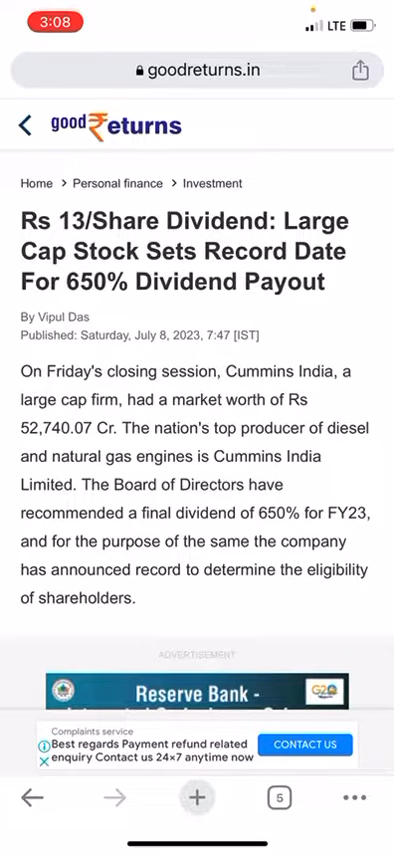 3:08
LTE
goodreturns.in
good₹eturns
Home > Personal finance > Investment
Rs 13/Share Dividend: Large
Cap Stock Sets Record Date
For 650% Dividend Payout
By Vipul Das
Published: Saturday, July 8, 2023, 7:47 [IST]
On Friday's closing session, Cummins India, a
large cap firm, had a market worth of Rs
52,740.07 Cr. The nation's top producer of diesel
and natural gas engines is Cummins India
Limited. The Board of Directors have
recommended a final dividend of 650% for FY23,
and for the purpose of the same the company
has announced record to determine the eligibility
of shareholders.
ADVERTISEMENT
Reserve Bank -
G20
Complaints service
Best regards Payment refund related
enquiry Contact us 24×7 anytime now
CONTACT US
5